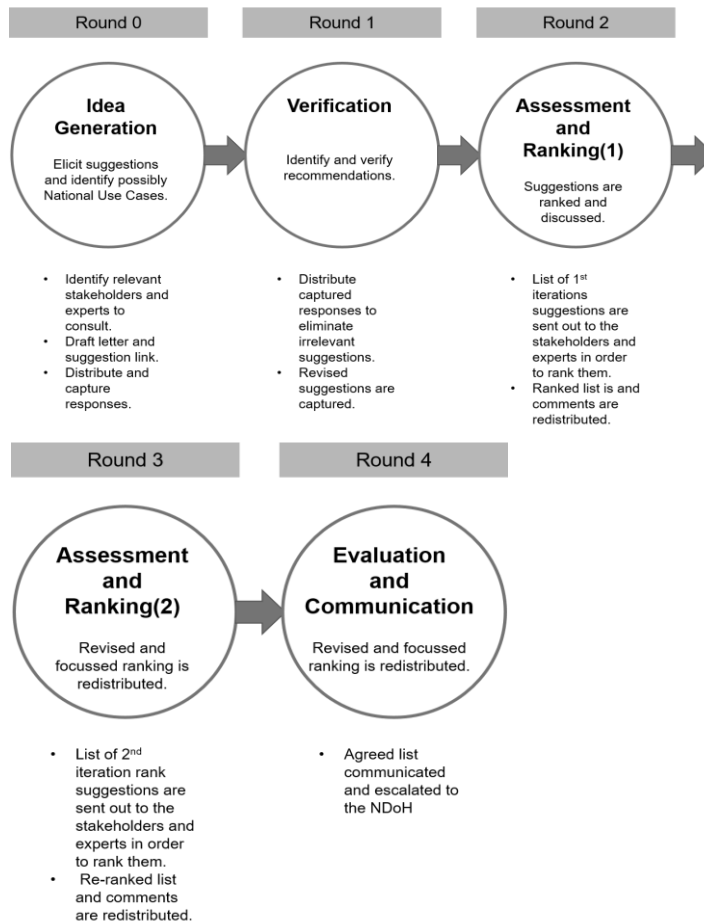 Round 0
Idea
Generation
Elicit suggestions
and identify possibly
National Use Cases.
• Identify relevant
stakeholders and
experts to
consult.
• Draft letter and
suggestion link.
• Distribute and
capture
responses.
Round 1
Verification
Identify and verify
recommendations.
• Distribute
captured
responses to
eliminate
irrelevant
suggestions.
• Revised
suggestions are
captured.
Round 2
Assessment
and
Ranking(1)
Suggestions are
ranked and
discussed.
• List of 1st
iterations
suggestions are
sent out to the
stakeholders and
experts in order
to rank them.
• Ranked list is and
comments are
redistributed.
Round 3
Assessment
and
Ranking(2)
Revised and
focussed ranking is
redistributed.
• List of 2nd
iteration rank
suggestions are
sent out to the
stakeholders and
experts in order
to rank them.
• Re-ranked list
and comments
are redistributed.
Round 4
Evaluation
and
Communication
Revised and focussed
ranking is redistributed.
• Agreed list
communicated
and escalated to
the NDoH